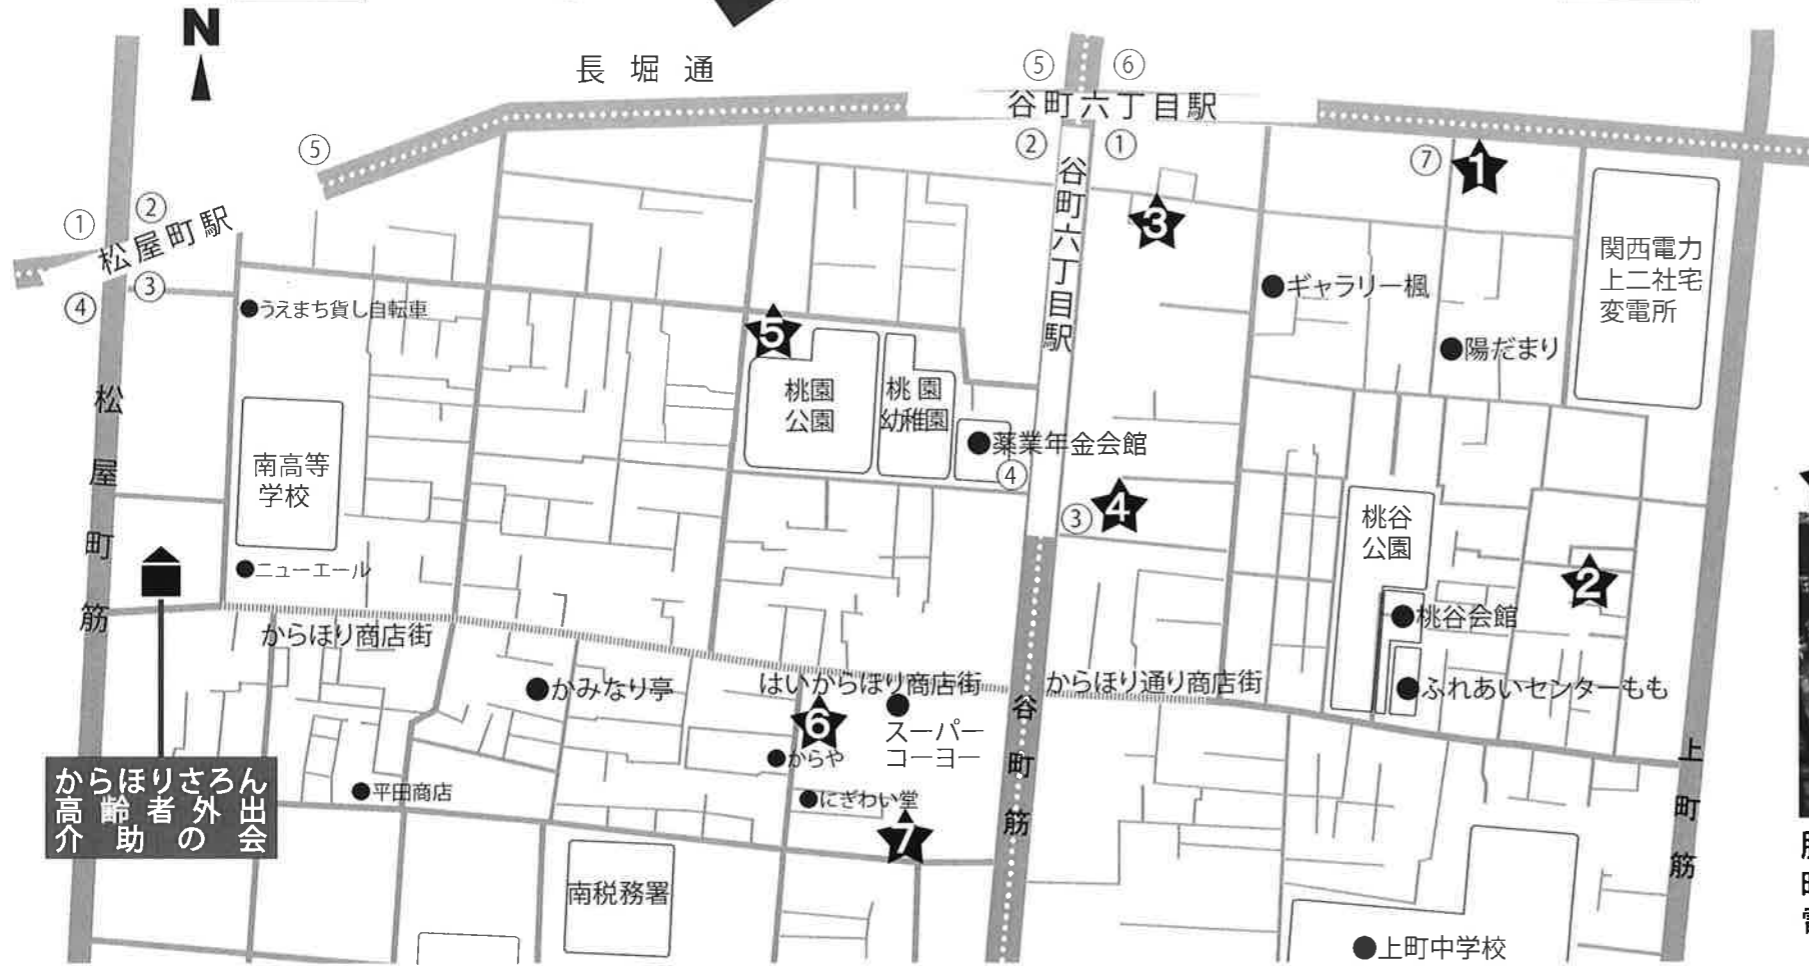 N
長堀通
⑤
⑥
谷町六丁目駅
②
①
⑤
⑦
1
谷町六丁目駅
3
①
②
松屋町駅
③
④
関西電力
上二社宅
変電所
ギャラリー楓
うえまち貨し自転車
5
陽だまり
桃園
公園
桃園
幼稚園
松屋町筋
薬業年金会館
④
南高等
学校
4
③
桃谷
公園
2
ニューエール
桃谷会館
からほり商店街
はいからほり商店街
からほり通り商店街
かみなり亭
ふれあいセンターもも
6
スーパー
コーヨー
谷町筋
からや
上町筋
からほりさろん
高齢者外出
介助の会
平田商店
にぎわい堂
7
南税務署
上町中学校